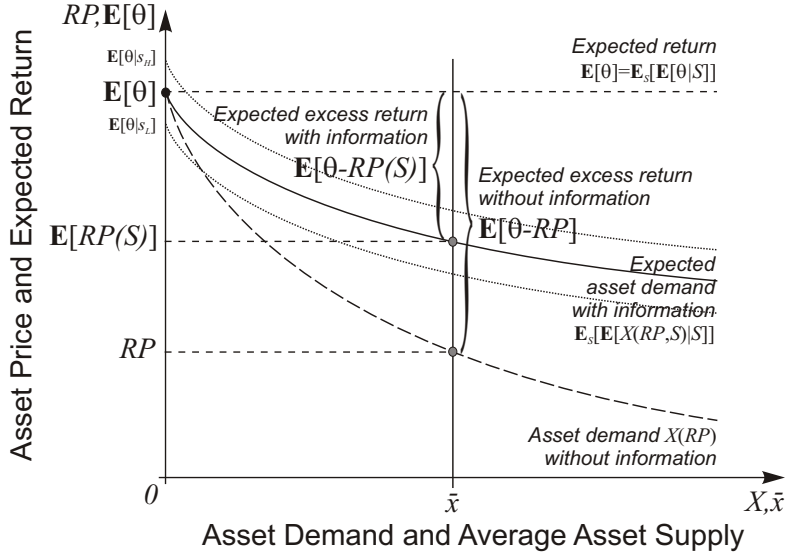 RP,E[θ]
Expected return
E[θ]=Eₛ[E[θ|S]]
E[θ|s_H]
E[θ]
E[θ|s_L]
Expected excess return
with information
E[θ-RP(S)]
Expected excess return
without information
E[θ-RP]
E[RP(S)]
Expected
asset demand
with information
Eₛ[E[X(RP,S)|S]]
RP
Asset demand X(RP)
without information
0
x̄
X,x̄
Asset Price and Expected Return
Asset Demand and Average Asset Supply